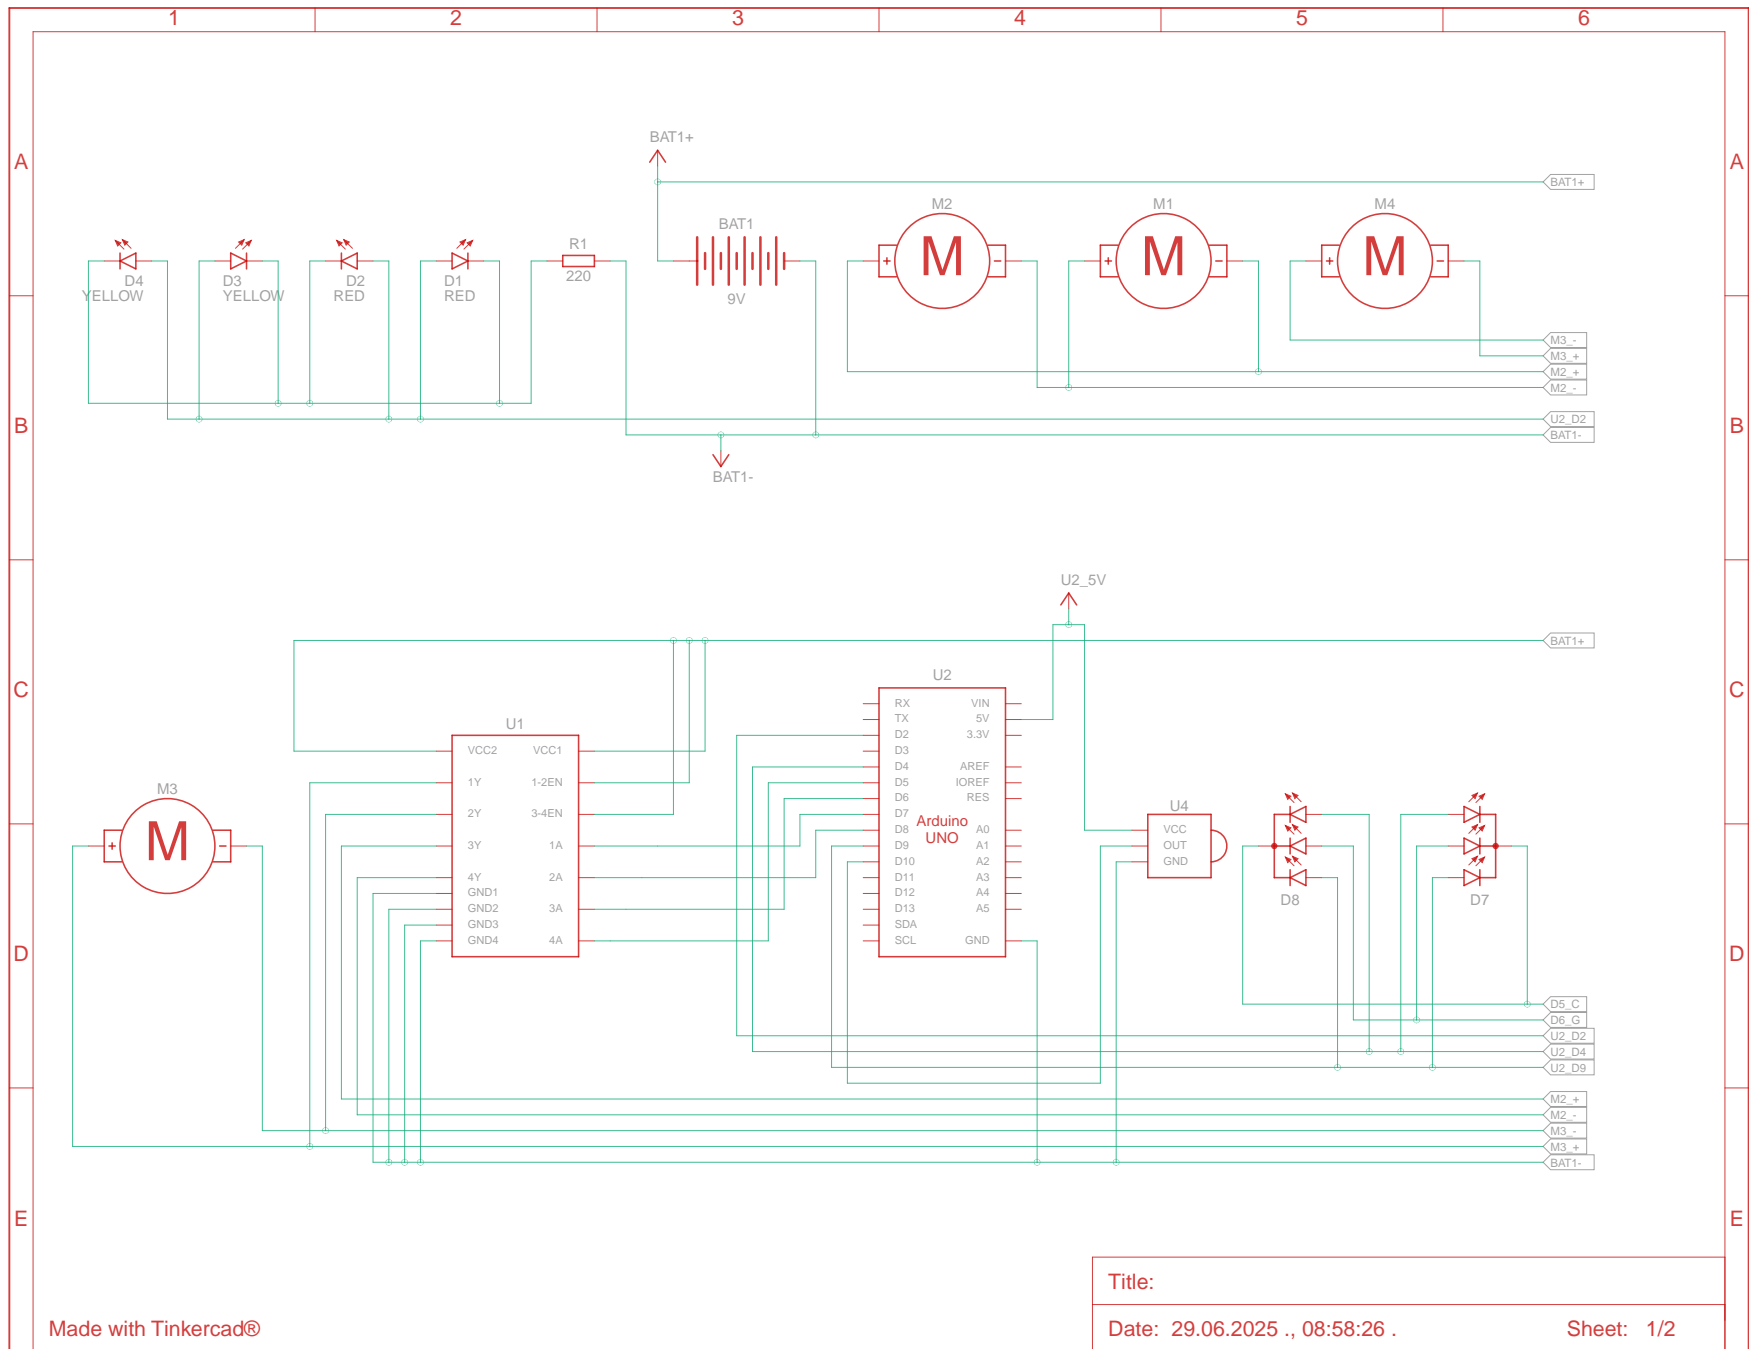 1 2 3 4 5 6
A A
BAT1+
BAT1+
M2 M1 M4
BAT1
R1
M M M
+ - + - + -
D4 D3 D2 D1 220
YELLOW YELLOW RED RED 9V
M3_-
M3_+
M2_+
M2_-
B U2_D2 B
BAT1-
BAT1-
U2_5V
BAT1+
C U2 C
RX VIN
TX 5V
U1
D2 3.3V
VCC2 VCC1
D3
D4 AREF
1Y 1-2EN
D5 IOREF
M3
D6 RES
U4
2Y 3-4EN
D7
Arduino
UNO
D8 A0
VCC
M
+ -
3Y 1A
D9 A1
OUT
D10 A2
GND
4Y 2A
D11 A3
GND1
D12 A4
D8 D7
GND2 3A
D13 A5
GND3
SDA
GND4 4A
SCL GND
D D
D5_C
D6_G
U2_D2
U2_D4
U2_D9
M2_+
M2_-
M3_-
M3_+
BAT1-
E E
Title:
Made with Tinkercad®
Date: 29.06.2025 ., 08:58:26 . Sheet: 1/2